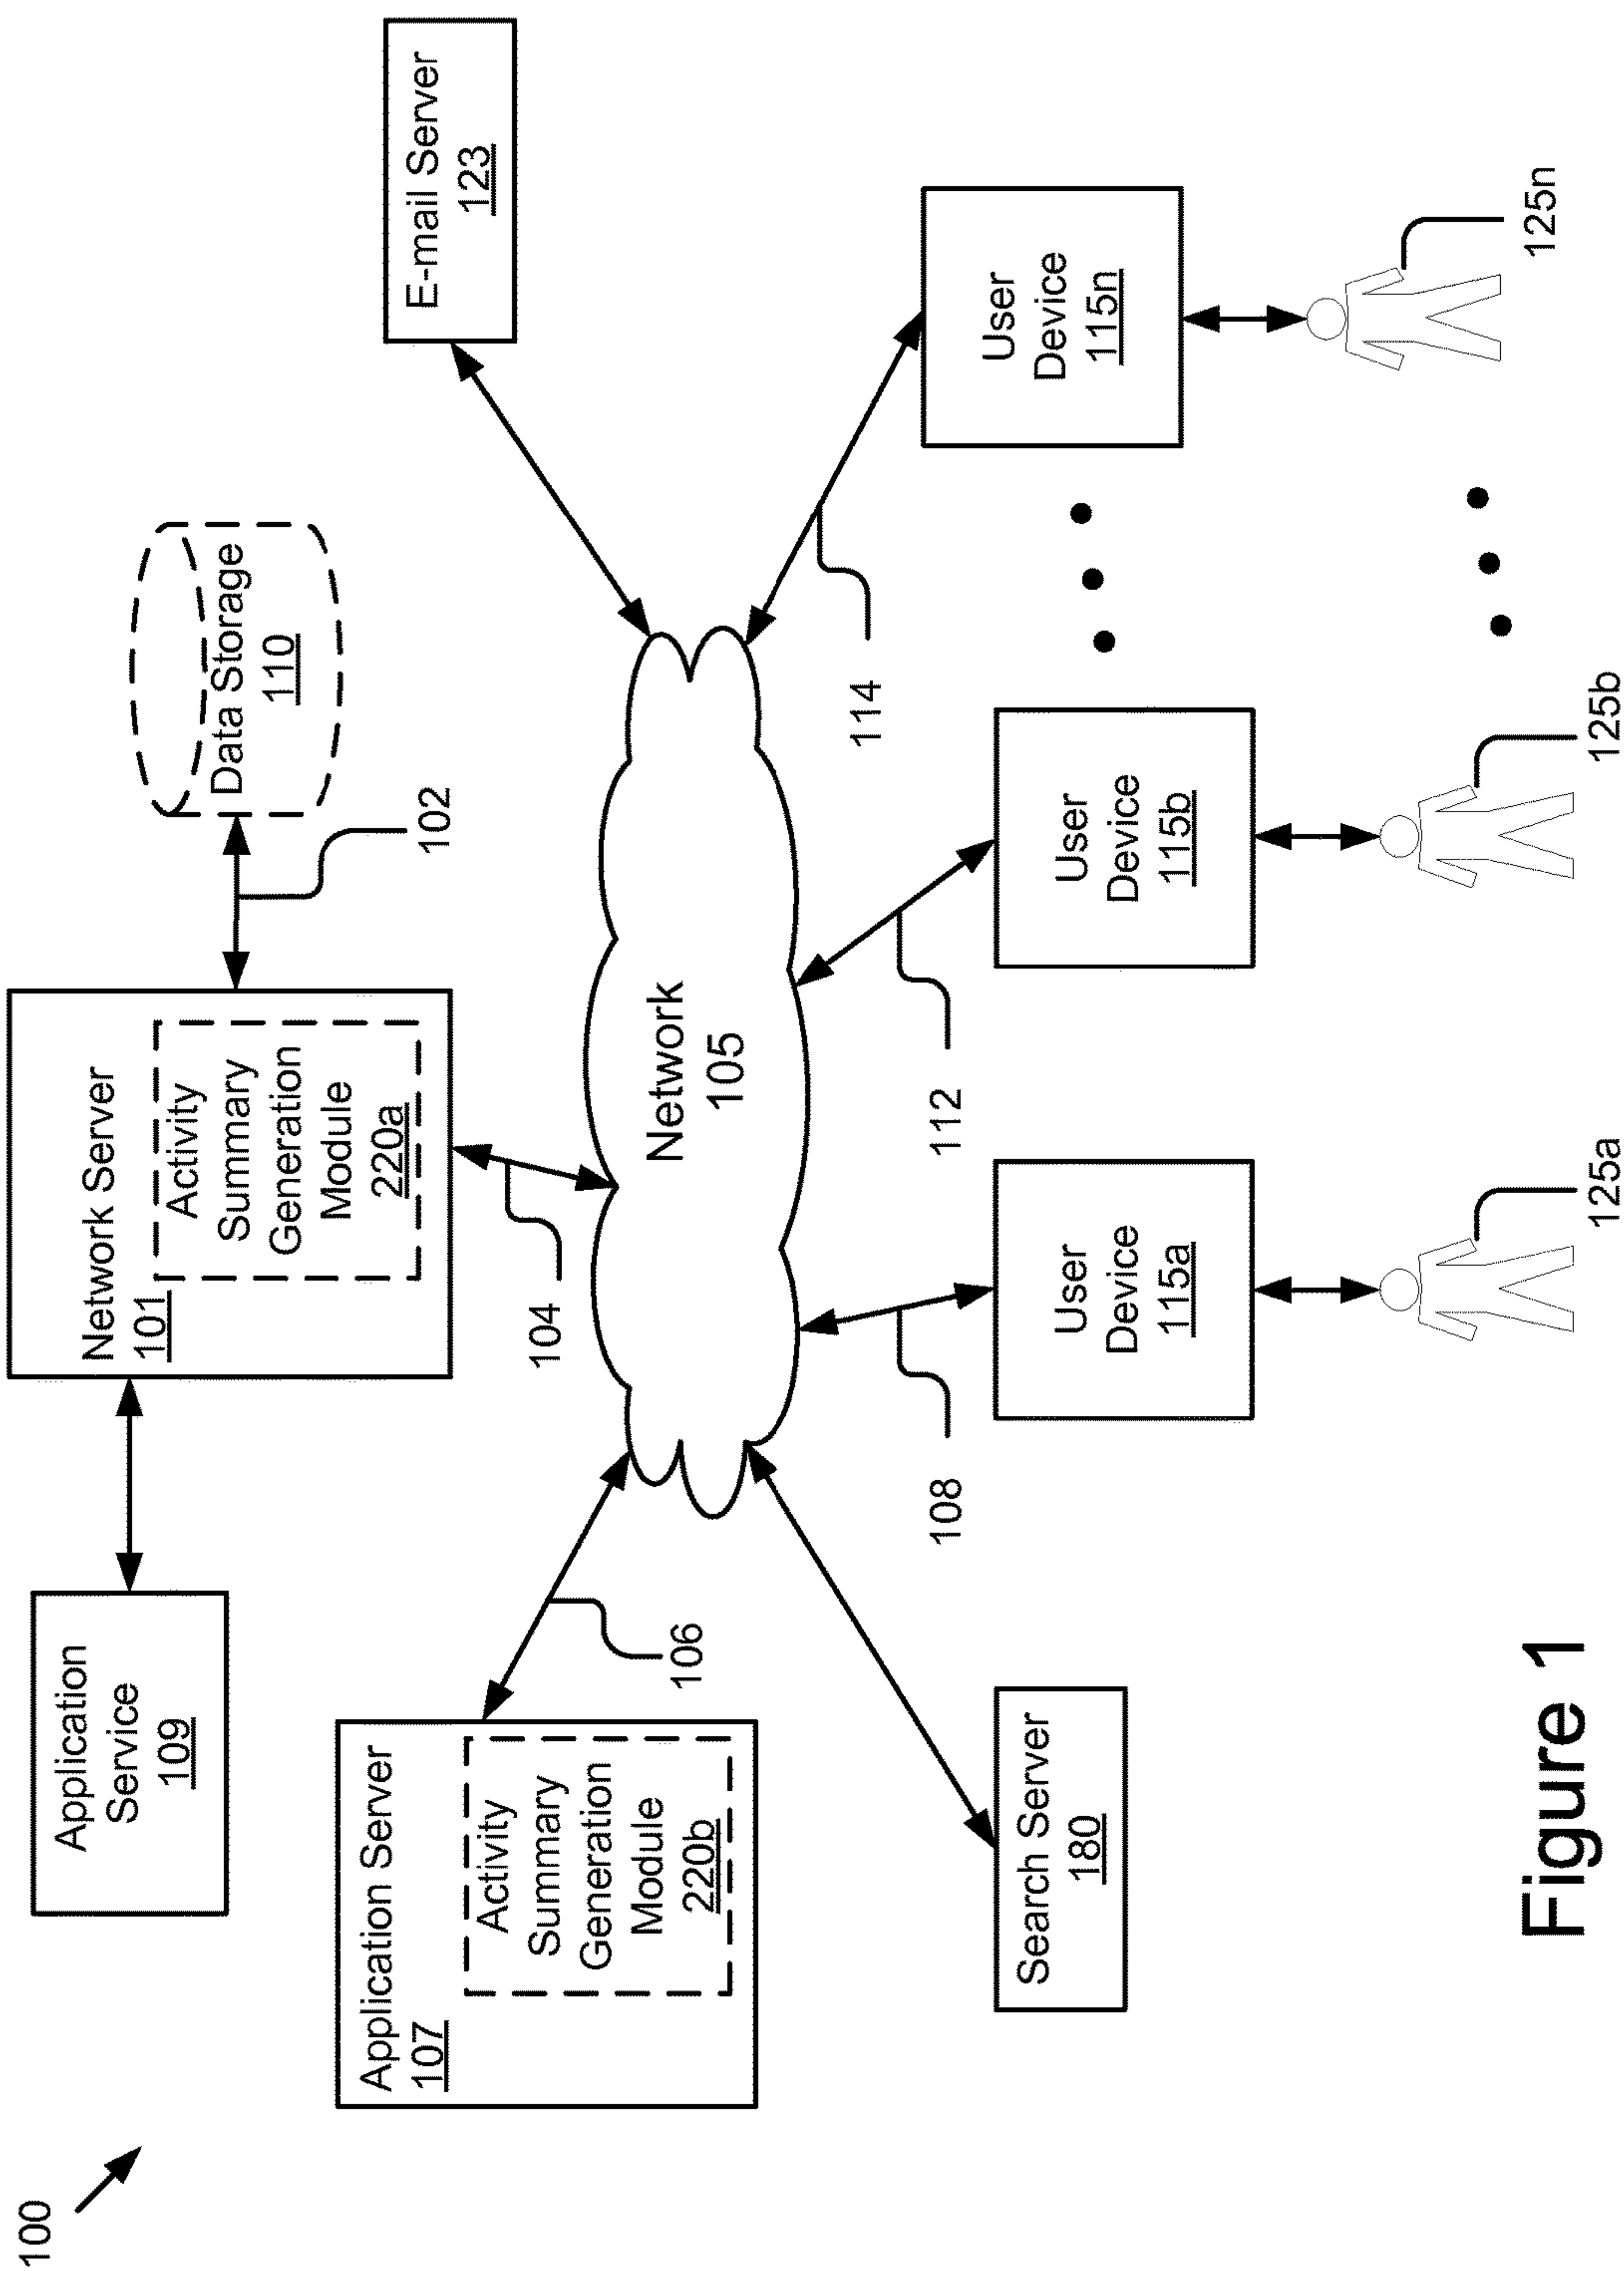 100
Application
Service
109
Network Server
101
Activity
Summary
Generation
Module
220a
Data Storage
110
102
E-mail Server
123
104
Application Server
107
Activity
Summary
Generation
Module
220b
106
Network
105
114
108
112
Search Server
180
User
Device
115a
User
Device
115b
User
Device
115n
125a
125b
125n
Figure 1